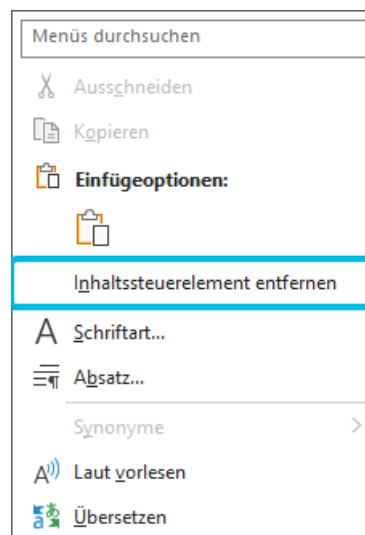 Menüs durchsuchen
Ausschneiden
Kopieren
Einfügeoptionen:
Inhaltssteuerelement entfernen
Schriftart...
Absatz...
Synonyme
Laut vorlesen
Übersetzen